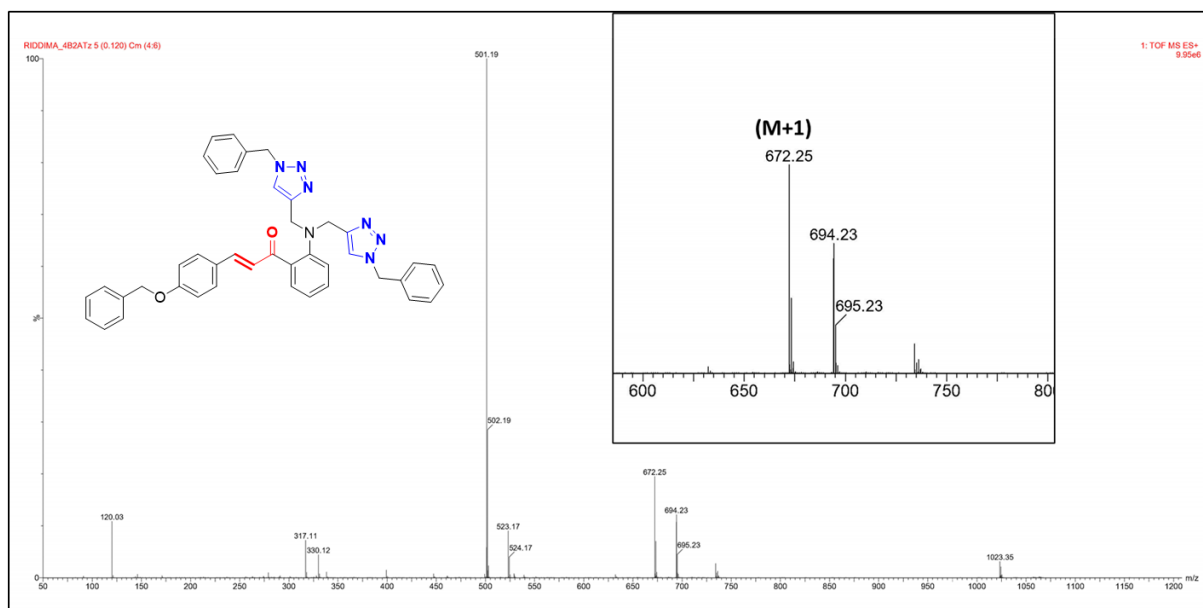 RIDDIMA_4B2ATz 5 (0.120) Cm (4:6)
1: TOF MS ES+
9.95e6
100
501.19
(M+1)
672.25
694.23
695.23
600 650 700 750 800
N N
N
N
N
N
N
O
O
%
502.19
672.25
694.23
695.23
120.03
523.17
524.17
317.11
330.12
1023.35
0
50 100 150 200 250 300 350 400 450 500 550 600 650 700 750 800 850 900 950 1000 1050 1100 1150 1200 m/z